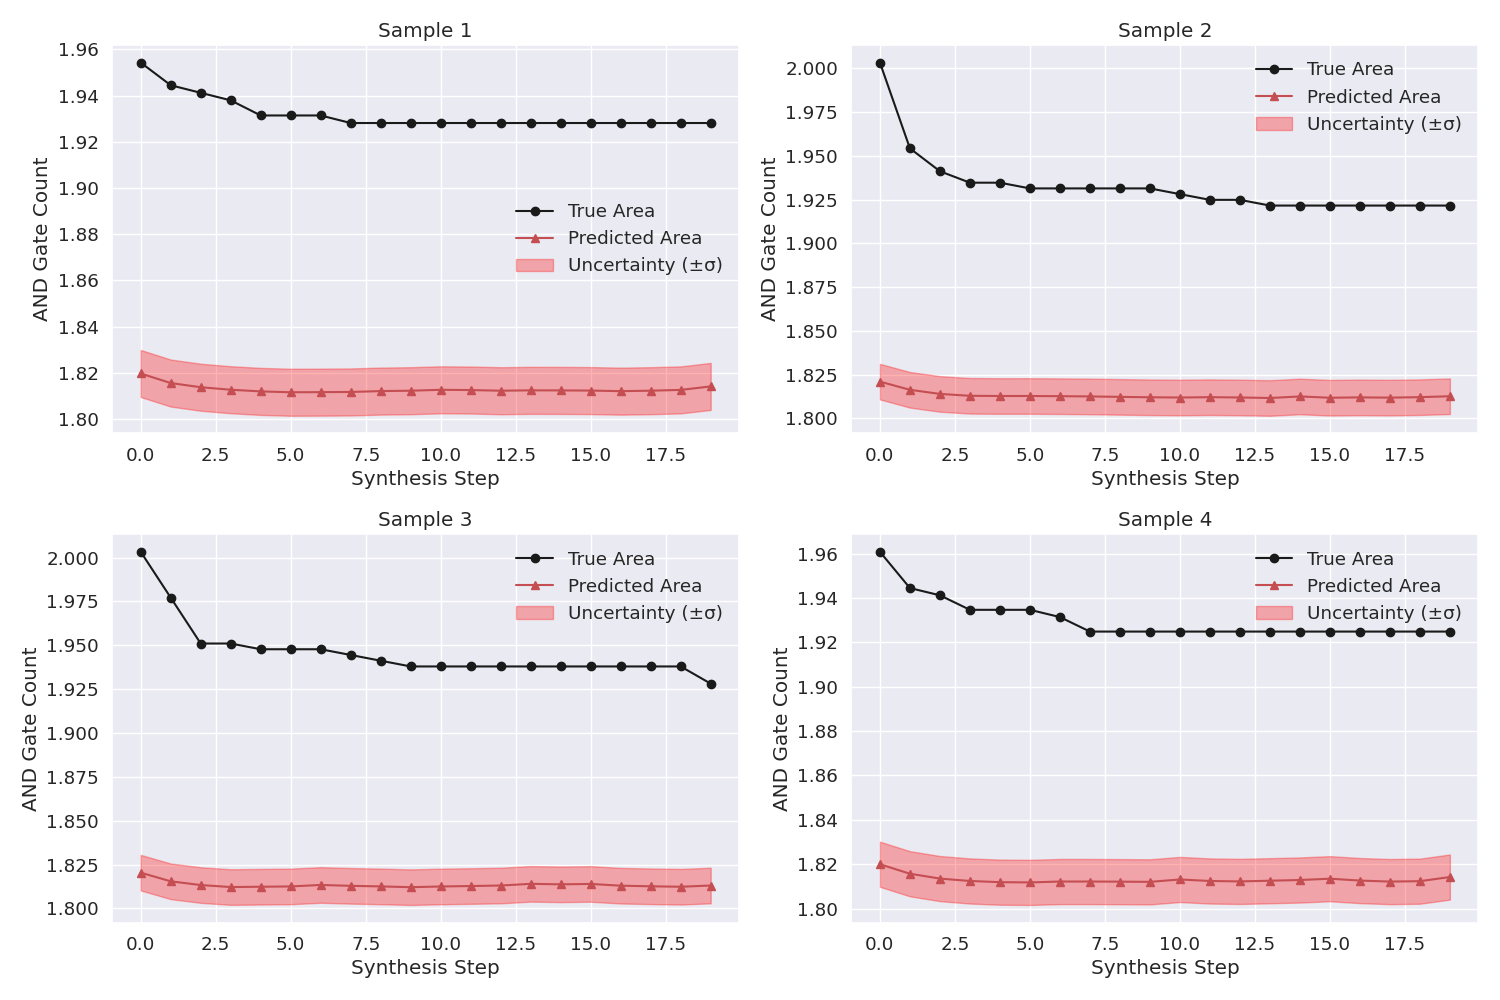 Sample 1
AND Gate Count
1.96
1.94
1.92
1.90
1.88
1.86
1.84
1.82
1.80
True Area
Predicted Area
Uncertainty (±σ)
0.0 2.5 5.0 7.5 10.0 12.5 15.0 17.5
Synthesis Step
Sample 2
AND Gate Count
2.000
1.975
1.950
1.925
1.900
1.875
1.850
1.825
1.800
True Area
Predicted Area
Uncertainty (±σ)
0.0 2.5 5.0 7.5 10.0 12.5 15.0 17.5
Synthesis Step
Sample 3
AND Gate Count
2.000
1.975
1.950
1.925
1.900
1.875
1.850
1.825
1.800
True Area
Predicted Area
Uncertainty (±σ)
0.0 2.5 5.0 7.5 10.0 12.5 15.0 17.5
Synthesis Step
Sample 4
AND Gate Count
1.96
1.94
1.92
1.90
1.88
1.86
1.84
1.82
1.80
True Area
Predicted Area
Uncertainty (±σ)
0.0 2.5 5.0 7.5 10.0 12.5 15.0 17.5
Synthesis Step